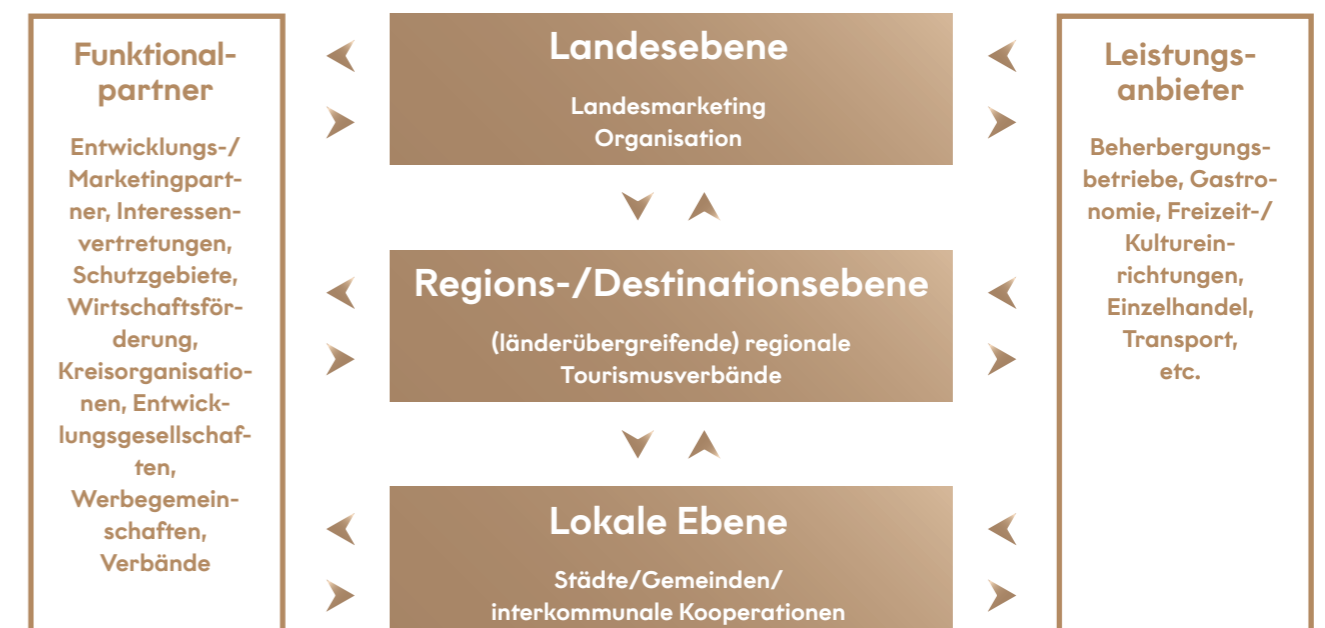 Funktional-
partner
Entwicklungs-/
Marketingpart-
ner, Interessen-
vertretungen,
Schutzgebiete,
Wirtschaftsför-
derung,
Kreisorganisatio-
nen, Entwick-
lungsgesellschaf-
ten,
Werbegemein-
schaften,
Verbände
Landesebene
Landesmarketing
Organisation
Regions-/Destinationsebene
(länderübergreifende) regionale
Tourismusverbände
Lokale Ebene
Städte/Gemeinden/
interkommunale Kooperationen
Leistungs-
anbieter
Beherbergungs-
betriebe, Gastro-
nomie, Freizeit-/
Kulturein-
richtungen,
Einzelhandel,
Transport,
etc.